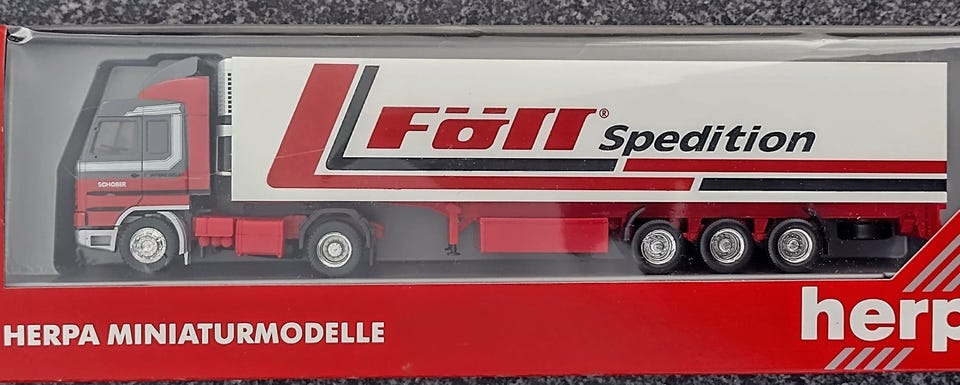 Föll® Spedition
SCHOBER
HERPA MINIATURMODELLE
herp